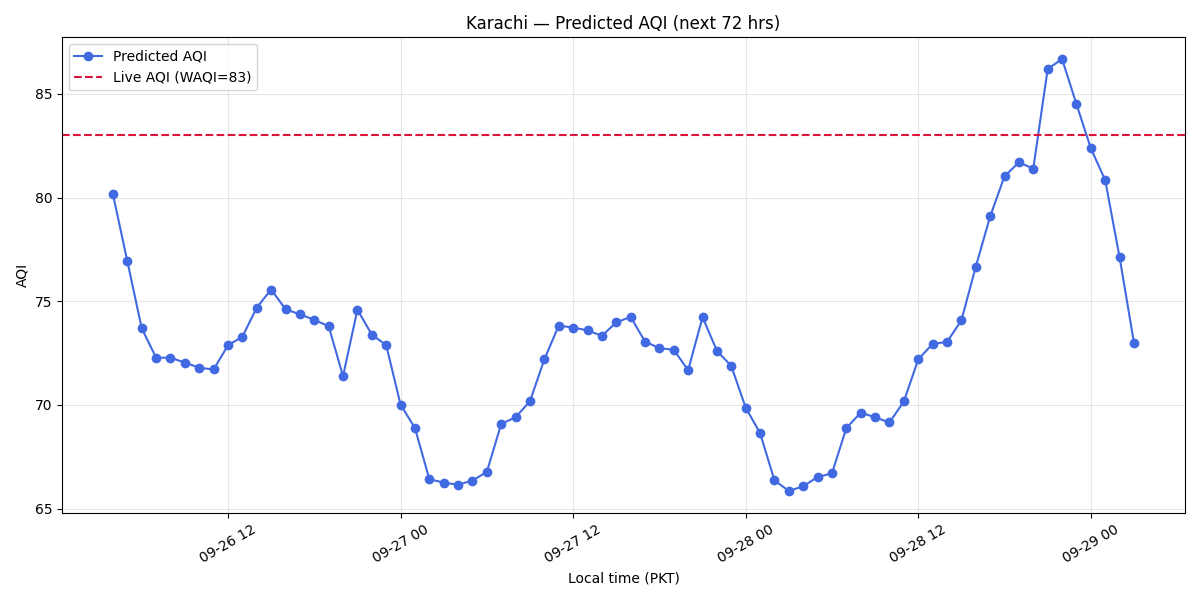 Karachi — Predicted AQI (next 72 hrs)
Predicted AQI
Live AQI (WAQI=83)
AQI
85
80
75
70
65
09-26 12
09-27 00
09-27 12
09-28 00
09-28 12
09-29 00
Local time (PKT)